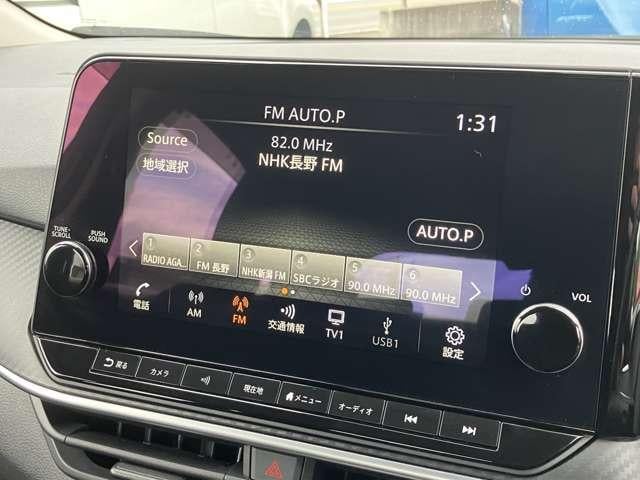 FM AUTO.P
1:31
Source
82.0 MHz
地域選択
NHK長野 FM
AUTO.P
TUNE-SCROLL
PUSH SOUND
VOL
1 RADIO AGA...
2 FM 長野
3 NHK新潟 FM
4 SBCラジオ
5 90.0 MHz
6 90.0 MHz
電話
AM
FM
交通情報
TV1
USB1
設定
戻る
カメラ
現在地
メニュー
オーディオ